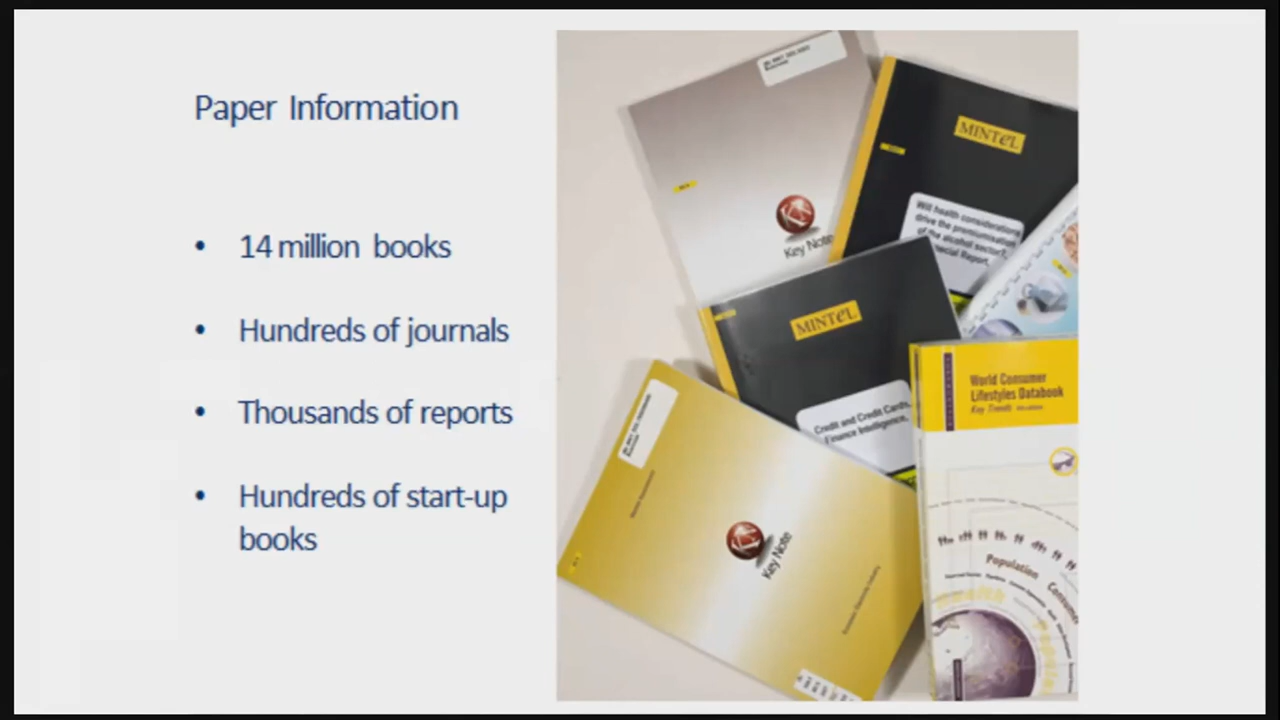 Paper Information
• 14 million books
• Hundreds of journals
• Thousands of reports
• Hundreds of start-up
books
Key Note
MINTEL
Will health considerations
drive the premiumisation
of the alcohol sector?,
Special Report,
MINTEL
Credit and Credit Cards,
Finance Intelligence,
World Consumer
Lifestyles Databook
Key Trends
Key Note
Population
Consumer